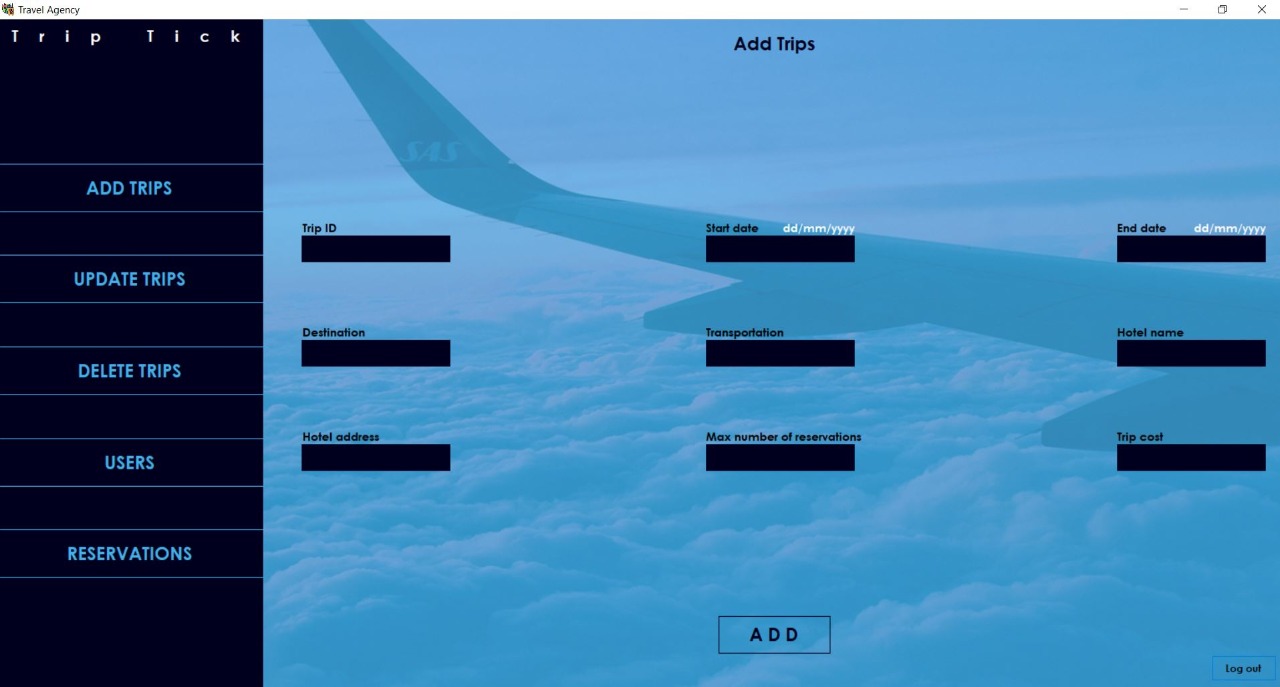 Travel Agency
Trip Tick
Add Trips
SAS
ADD TRIPS
UPDATE TRIPS
DELETE TRIPS
USERS
RESERVATIONS
Trip ID
Start date dd/mm/yyyy
End date dd/mm/yyyy
Destination
Transportation
Hotel name
Hotel address
Max number of reservations
Trip cost
ADD
Log out